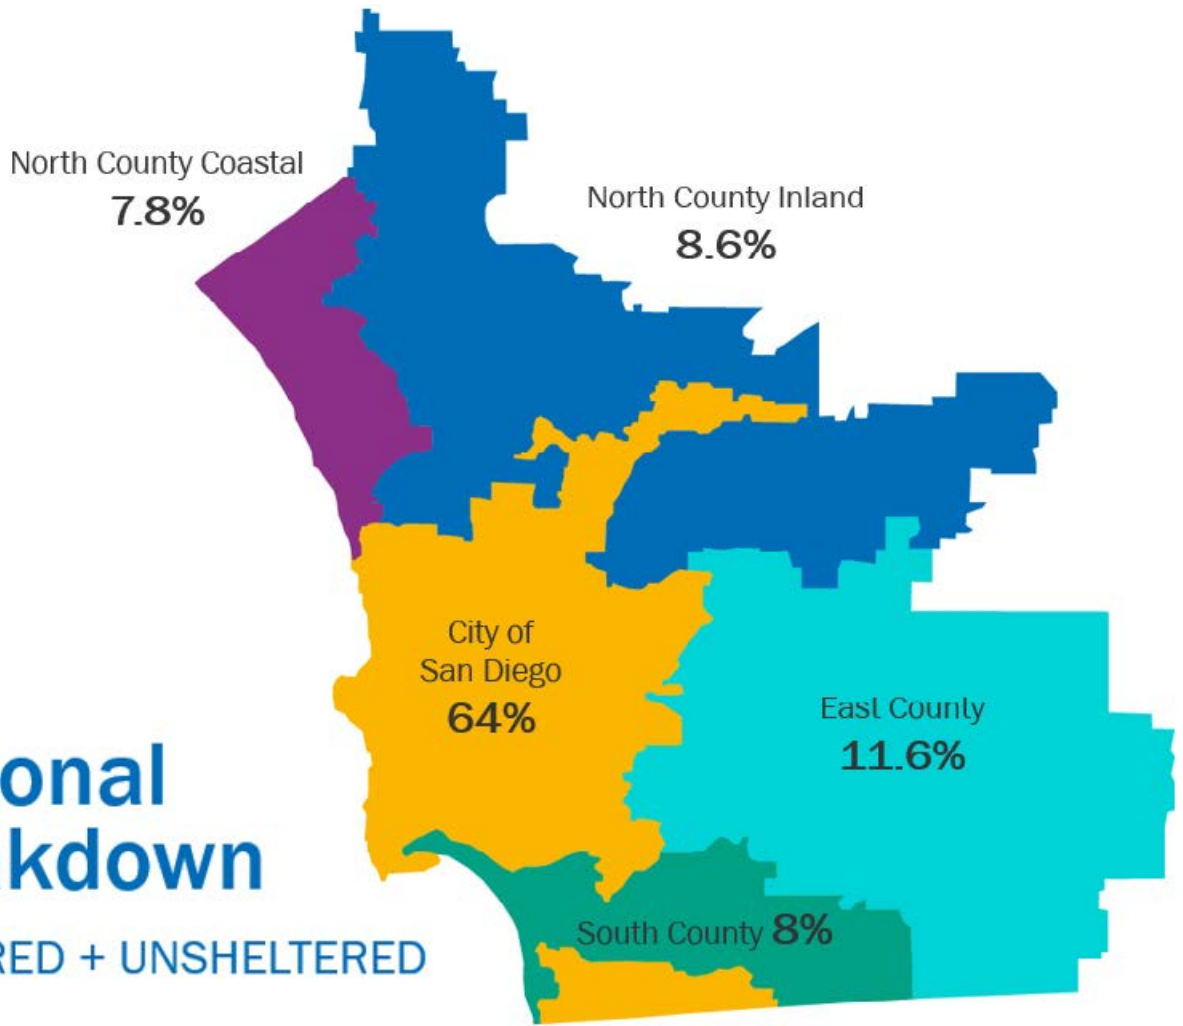 North County Coastal
7.8%
North County Inland
8.6%
City of
San Diego
64%
East County
11.6%
South County 8%
onal
kdown
RED + UNSHELTERED